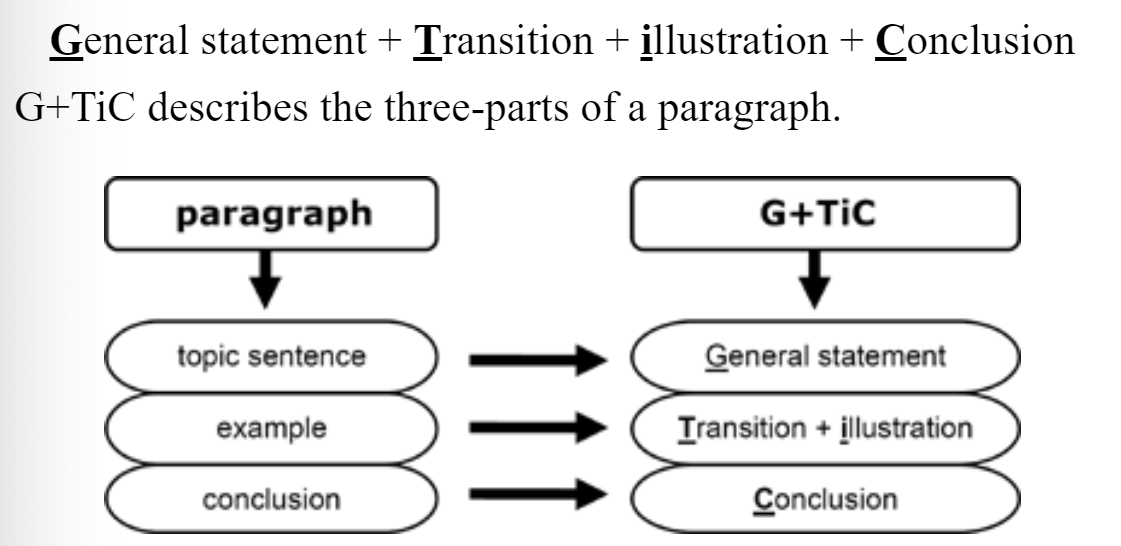 General statement + Transition + illustration + Conclusion
G+TiC describes the three-parts of a paragraph.
paragraph
G+TiC
topic sentence
General statement
example
Transition + illustration
conclusion
Conclusion